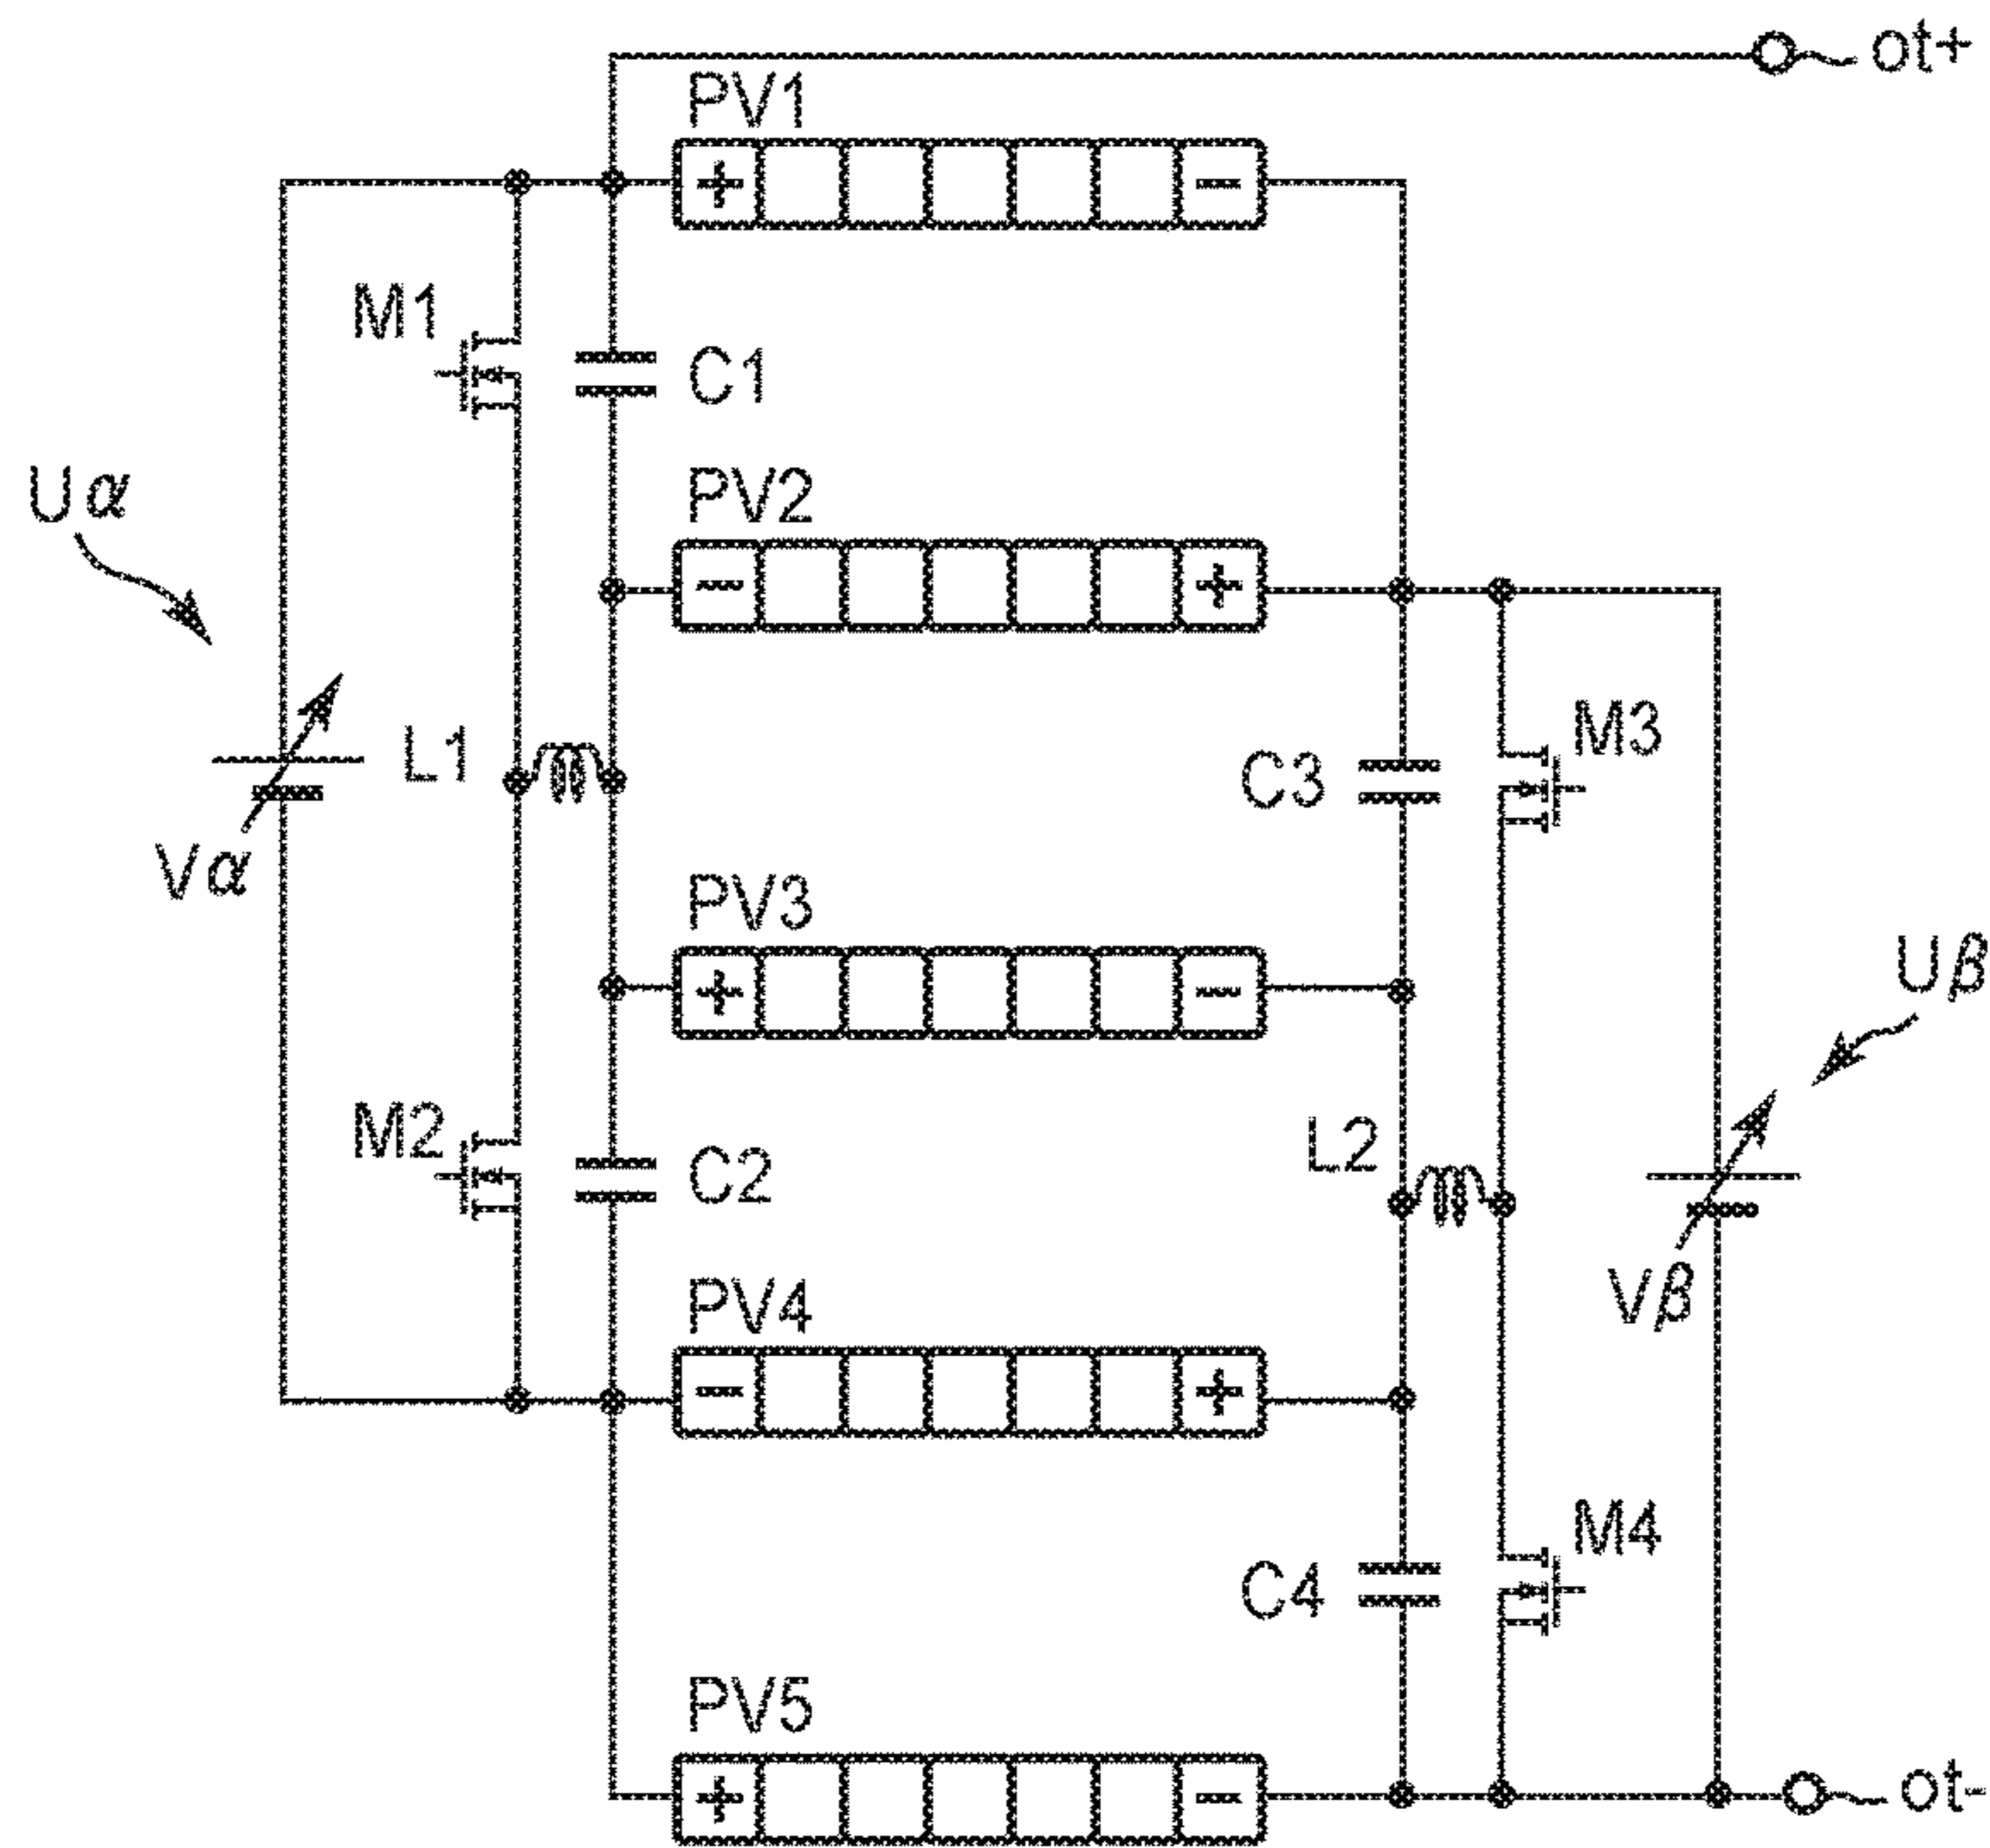 ot+
PV1
+ −
M1
C1
Uα
PV2
− +
M3
L1
C3
Vα
PV3
+ −
Uβ
M2
C2
L2
Vβ
PV4
− +
M4
C4
PV5
+ −
ot-